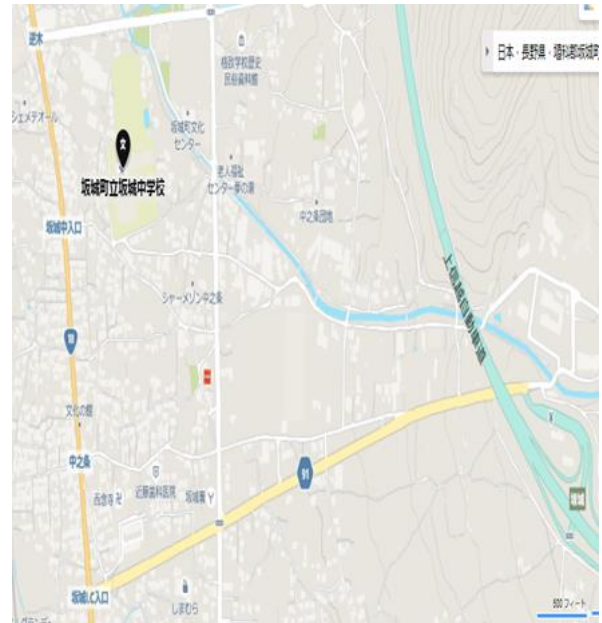 逆木
格致学校歴史
民俗資料館
日本・長野県・埴科郡坂城町
シェメデオール
坂城町文化
センター
坂城町立坂城中学校
老人福祉
センター夢の湯
中之条団地
坂城中入口
上信越自動車道
シャーメゾン中之条
18
文化の館
中之条
91
西念寺 卍
近藤歯科医院
坂城署
坂城
坂城I.C入口
しまむら
500 フィート